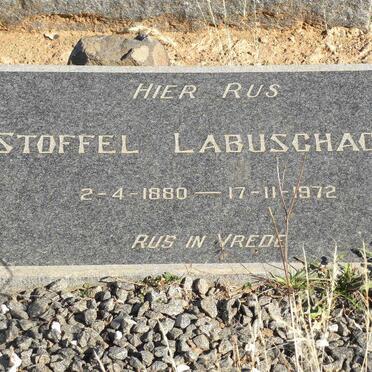 HIER RUS
STOFFEL LABUSCHAG
2-4-1880 — 17-11-1972
RUS IN VREDE